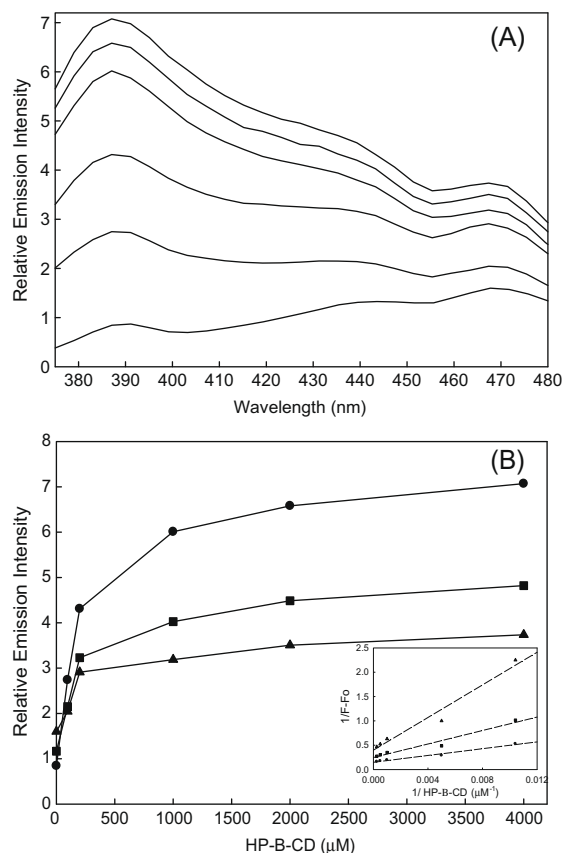 (A)
7
6
5
4
3
2
1
0
Relative Emission Intensity
380 390 400 410 420 430 440 450 460 470 480
Wavelength (nm)
(B)
8
7
6
5
4
3
2
1
0
Relative Emission Intensity
0 500 1000 1500 2000 2500 3000 3500 4000
HP-B-CD (μM)
2.5
2.0
1.5
1.0
0.5
0.0
1/F-Fo
0.000 0.004 0.008 0.012
1/ HP-B-CD (μM⁻¹)